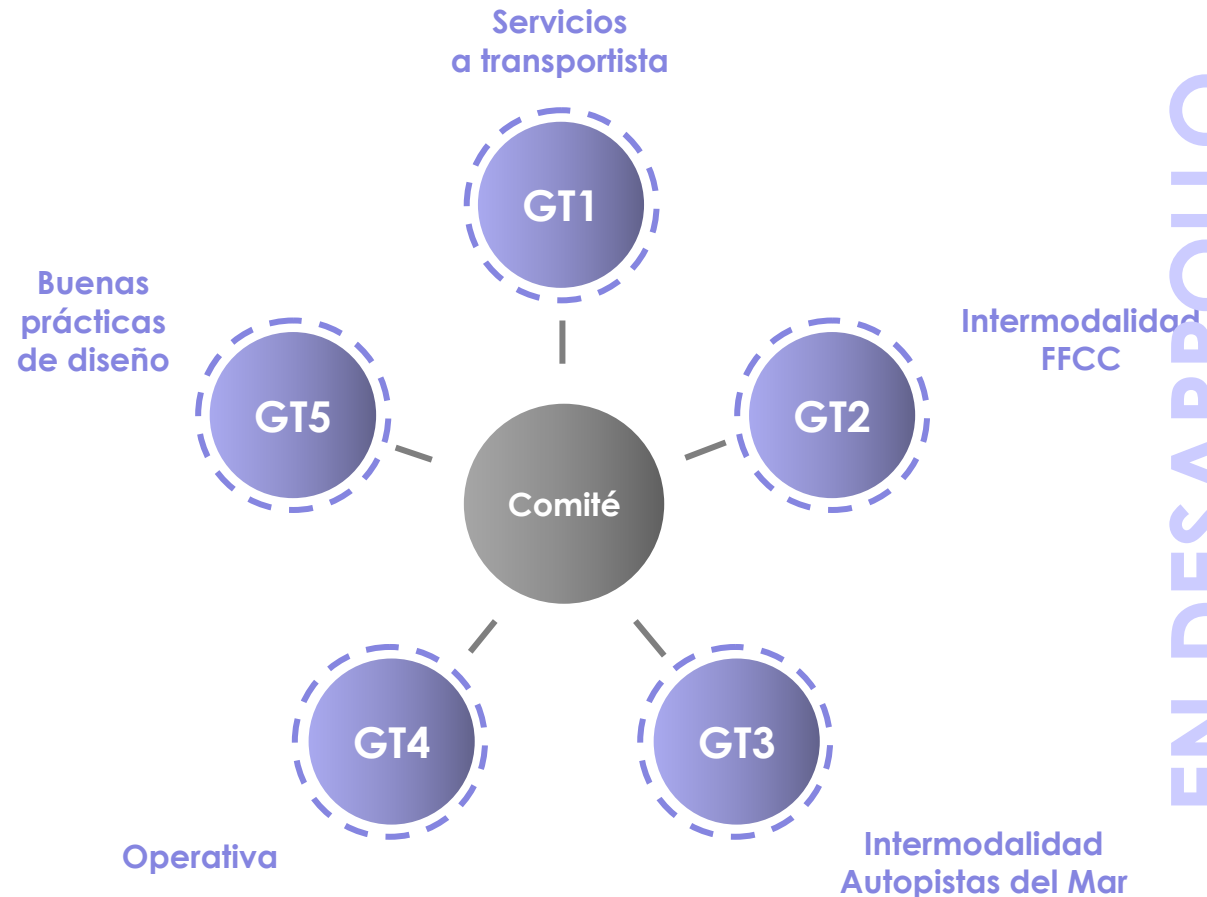 Servicios
a transportista
GT1
Buenas
prácticas
de diseño
GT5
Intermodalidad
FFCC
GT2
Comité
GT4
GT3
Operativa
Intermodalidad
Autopistas del Mar
EN DESARROLLO